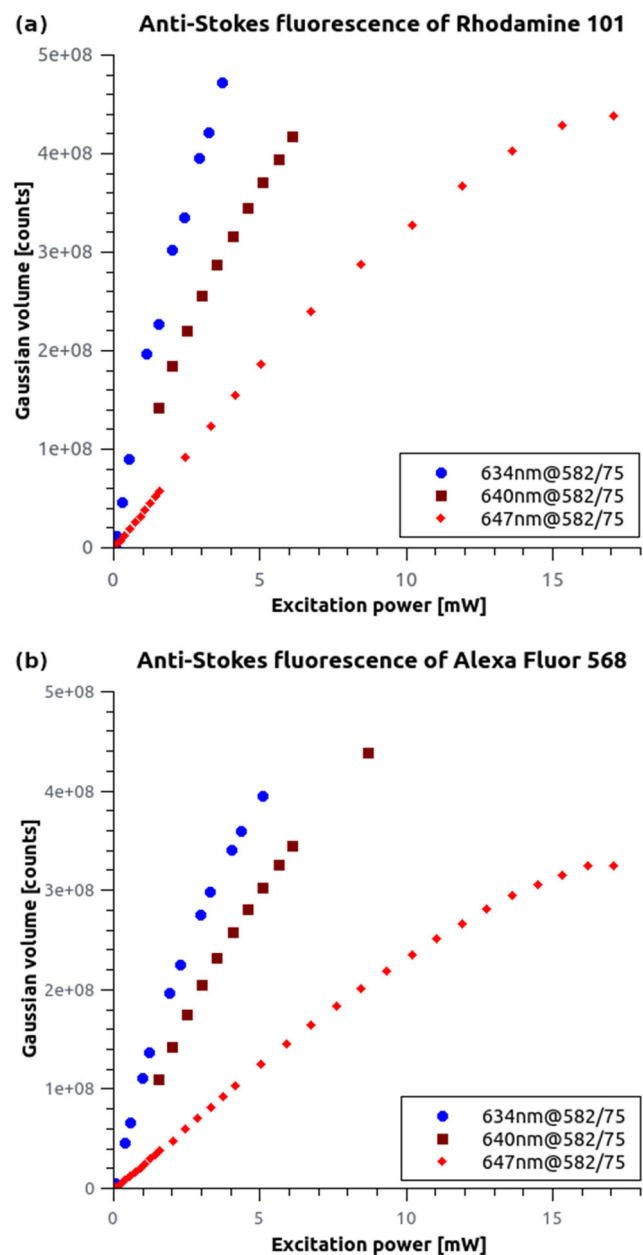 (a) Anti-Stokes fluorescence of Rhodamine 101
5e+08
4e+08
3e+08
2e+08
1e+08
0
Gaussian volume [counts]
634nm@582/75
640nm@582/75
647nm@582/75
0 5 10 15
Excitation power [mW]
(b) Anti-Stokes fluorescence of Alexa Fluor 568
5e+08
4e+08
3e+08
2e+08
1e+08
0
Gaussian volume [counts]
634nm@582/75
640nm@582/75
647nm@582/75
0 5 10 15
Excitation power [mW]